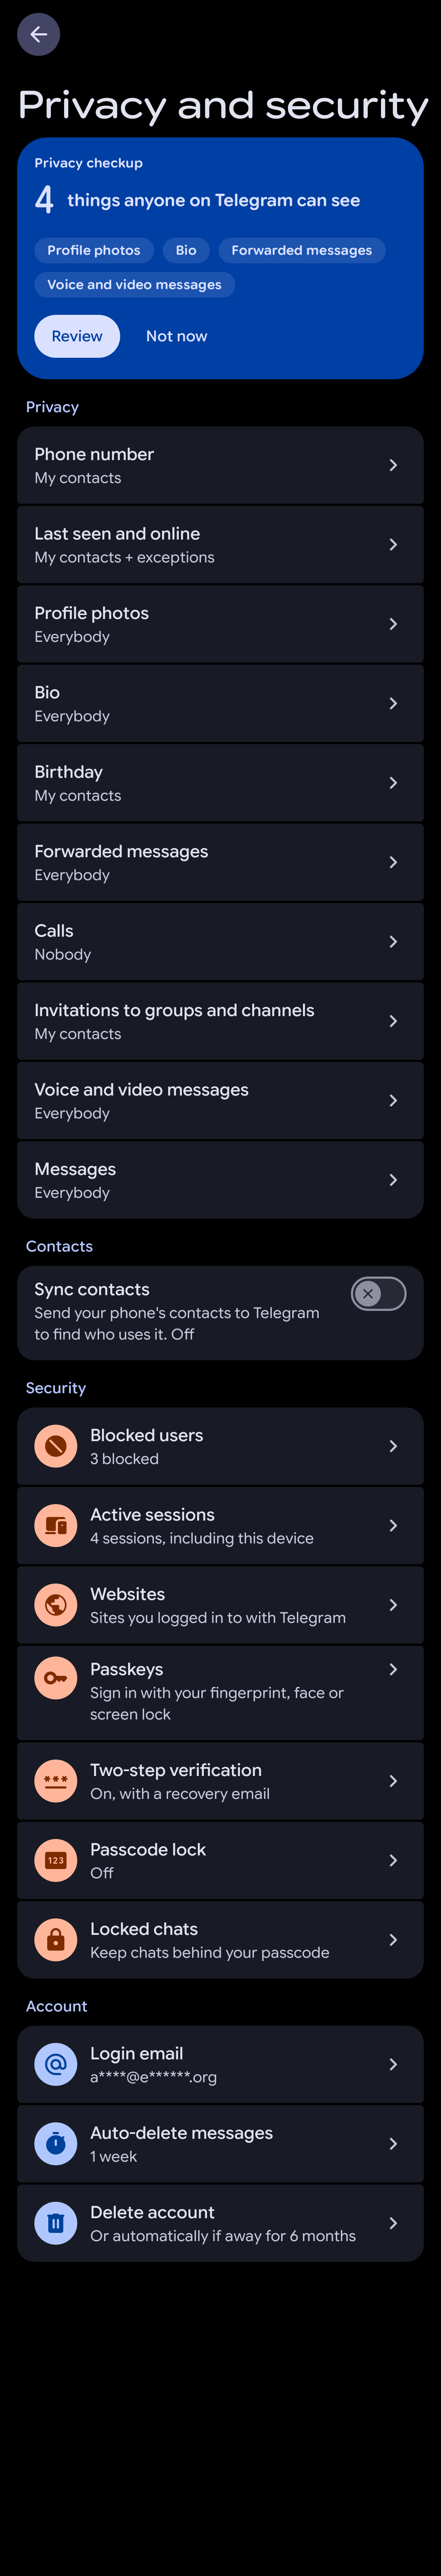 Privacy and security
Privacy checkup
4 things anyone on Telegram can see
Profile photos Bio Forwarded messages
Voice and video messages
Review Not now
Privacy
Phone number
My contacts
Last seen and online
My contacts + exceptions
Profile photos
Everybody
Bio
Everybody
Birthday
My contacts
Forwarded messages
Everybody
Calls
Nobody
Invitations to groups and channels
My contacts
Voice and video messages
Everybody
Messages
Everybody
Contacts
Sync contacts
Send your phone's contacts to Telegram
to find who uses it. Off
Security
Blocked users
3 blocked
Active sessions
4 sessions, including this device
Websites
Sites you logged in to with Telegram
Passkeys
Sign in with your fingerprint, face or
screen lock
Two-step verification
On, with a recovery email
Passcode lock
Off
123
Locked chats
Keep chats behind your passcode
Account
Login email
a****@e******.org
Auto-delete messages
1 week
Delete account
Or automatically if away for 6 months